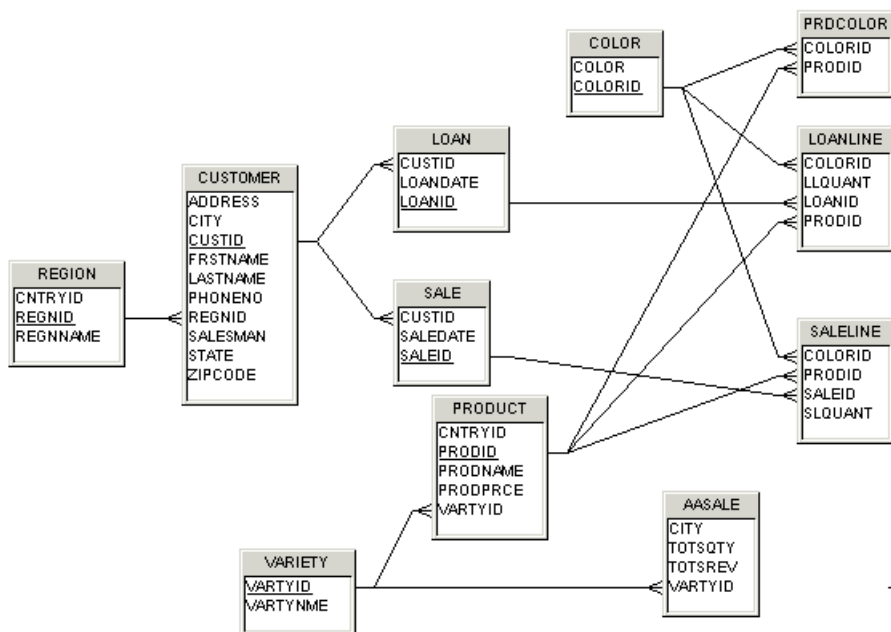 PRDCOLOR
COLORID
PRODID
COLOR
COLOR
COLORID
LOAN
CUSTID
LOANDATE
LOANID
LOANLINE
COLORID
LLQUANT
LOANID
PRODID
CUSTOMER
ADDRESS
CITY
CUSTID
FRSTNAME
LASTNAME
PHONENO
REGNID
SALESMAN
STATE
ZIPCODE
REGION
CNTRYID
REGNID
REGNNAME
SALE
CUSTID
SALEDATE
SALEID
SALELINE
COLORID
PRODID
SALEID
SLQUANT
PRODUCT
CNTRYID
PRODID
PRODNAME
PRODPRCE
VARTYID
AASALE
CITY
TOTSQTY
TOTSREV
VARTYID
VARIETY
VARTYID
VARTYNME